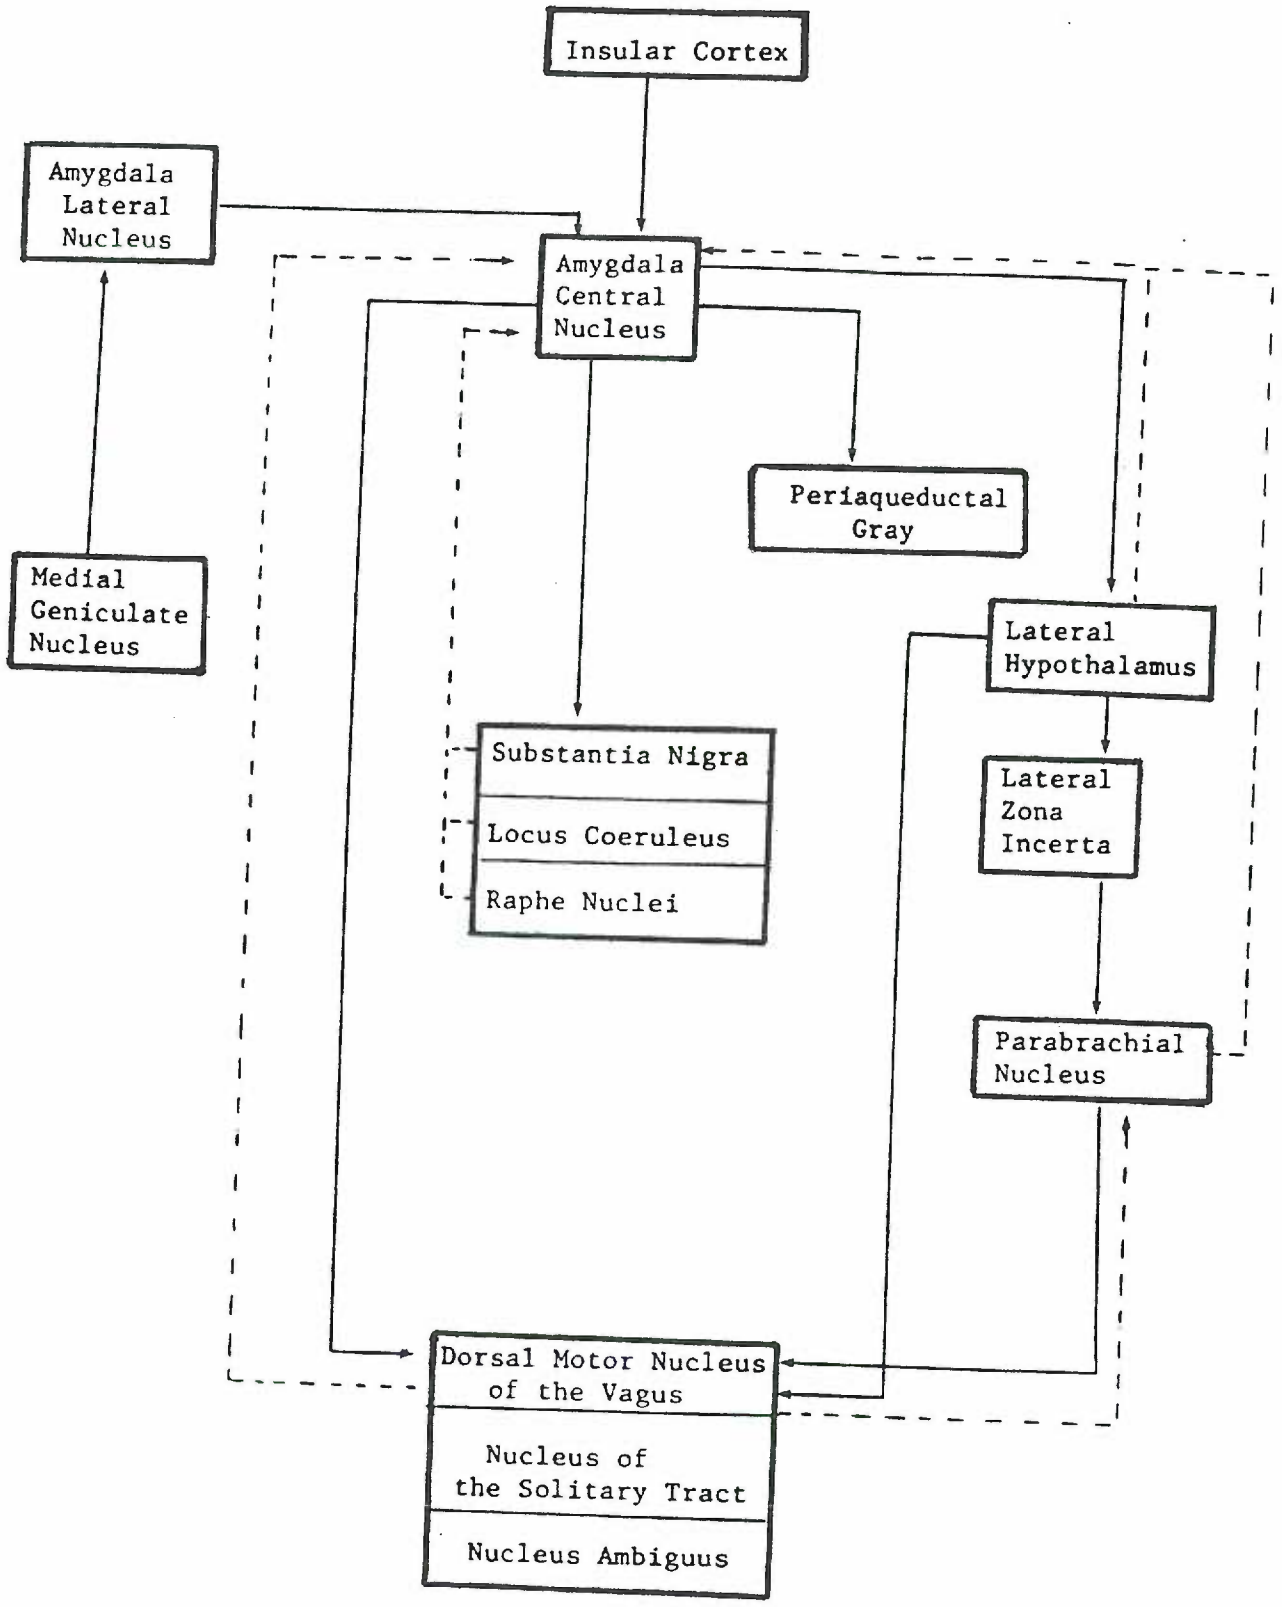 Insular Cortex
Amygdala
Lateral
Nucleus
Amygdala
Central
Nucleus
Periaqueductal
Gray
Medial
Geniculate
Nucleus
Lateral
Hypothalamus
Substantia Nigra
Locus Coeruleus
Raphe Nuclei
Lateral
Zona
Incerta
Parabrachial
Nucleus
Dorsal Motor Nucleus
of the Vagus
Nucleus of
the Solitary Tract
Nucleus Ambiguus